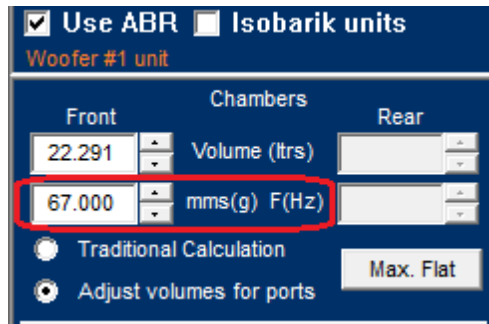 Use ABR Isobarik units
Woofer #1 unit
Chambers
Front Rear
22.291 Volume (ltrs)
67.000 mms(g) F(Hz)
Traditional Calculation
Adjust volumes for ports
Max. Flat